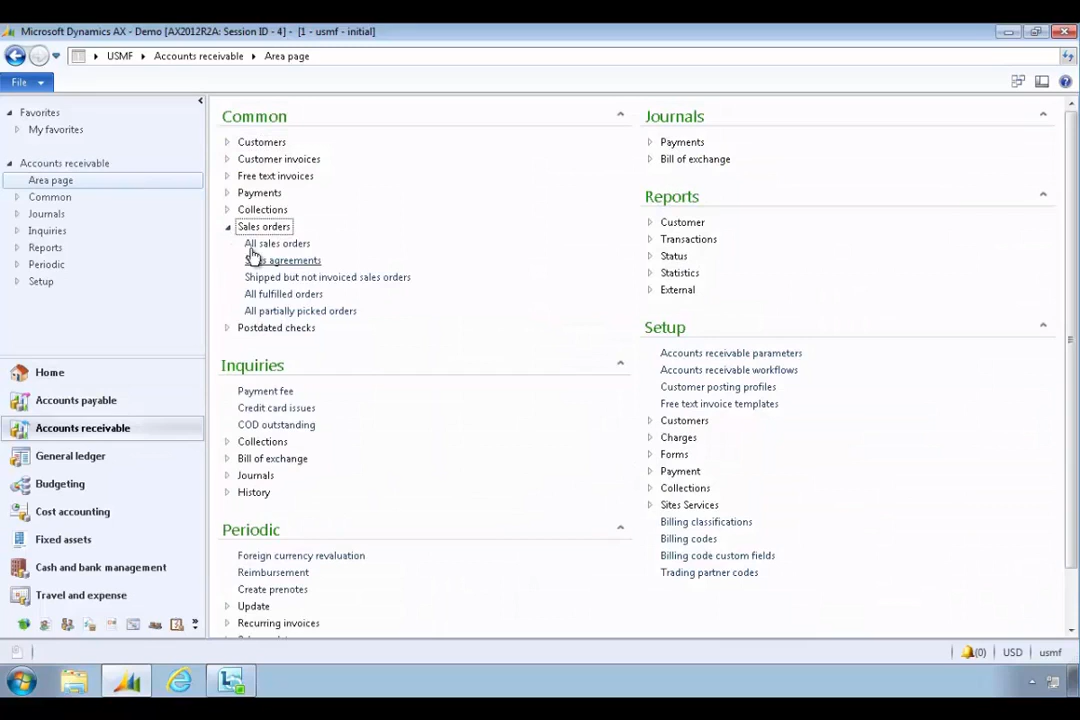 Microsoft Dynamics AX - Demo [AX2012R2A: Session ID - 4] - [1 - usmf - initial]
USMF
Accounts receivable
Area page
File
Favorites
My favorites
Accounts receivable
Area page
Common
Journals
Inquiries
Reports
Periodic
Setup
Home
Accounts payable
Accounts receivable
General ledger
Budgeting
Cost accounting
Fixed assets
Cash and bank management
Travel and expense
Common
Customers
Customer invoices
Free text invoices
Payments
Collections
Sales orders
All sales orders
agreements
Shipped but not invoiced sales orders
All fulfilled orders
All partially picked orders
Postdated checks
Inquiries
Payment fee
Credit card issues
COD outstanding
Collections
Bill of exchange
Journals
History
Periodic
Foreign currency revaluation
Reimbursement
Create prenotes
Update
Recurring invoices
Journals
Payments
Bill of exchange
Reports
Customer
Transactions
Status
Statistics
External
Setup
Accounts receivable parameters
Accounts receivable workflows
Customer posting profiles
Free text invoice templates
Customers
Charges
Forms
Payment
Collections
Sites Services
Billing classifications
Billing codes
Billing code custom fields
Trading partner codes
(0)
USD
usmf